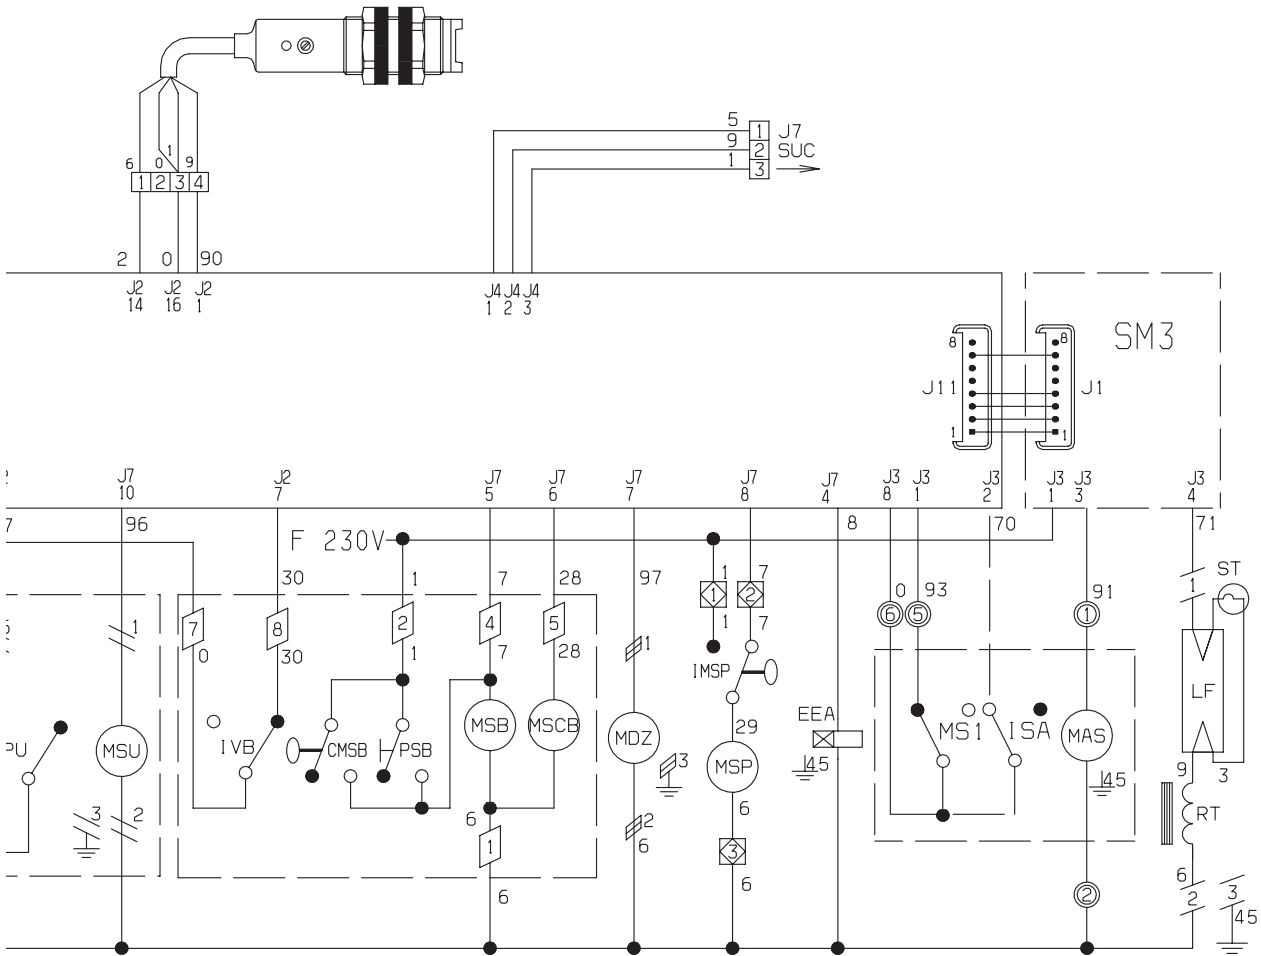 5
1 J7
9
2 SUC
1
3
6 0 1 9
1 2 3 4
2 0 90
J2 J2 J2
14 16 1
J4 J4 J4
1 2 3
SM3
8 8
J11 J1
1 1
J7 J2 J7 J7 J7 J7 J7 J3 J3 J3 J3 J3 J3
10 7 5 6 7 8 4 8 1 2 1 3 4
7 96 8 70 71
F 230V
ST
30 1 7 28 97 1 7 0 93 91 1
7 8 2 4 5 1 2 6 5 1
1 1 1 7
0 30 1 7 28
IMSP
LF
EEA
PU MSU IVB CMSB PSB MSB MSCB MDZ 29 MS1 ISA MAS
3 MSP 45 45 9 3
3 2 6 2 6 6 RT
1 3
6 6 6 2 3
2 45